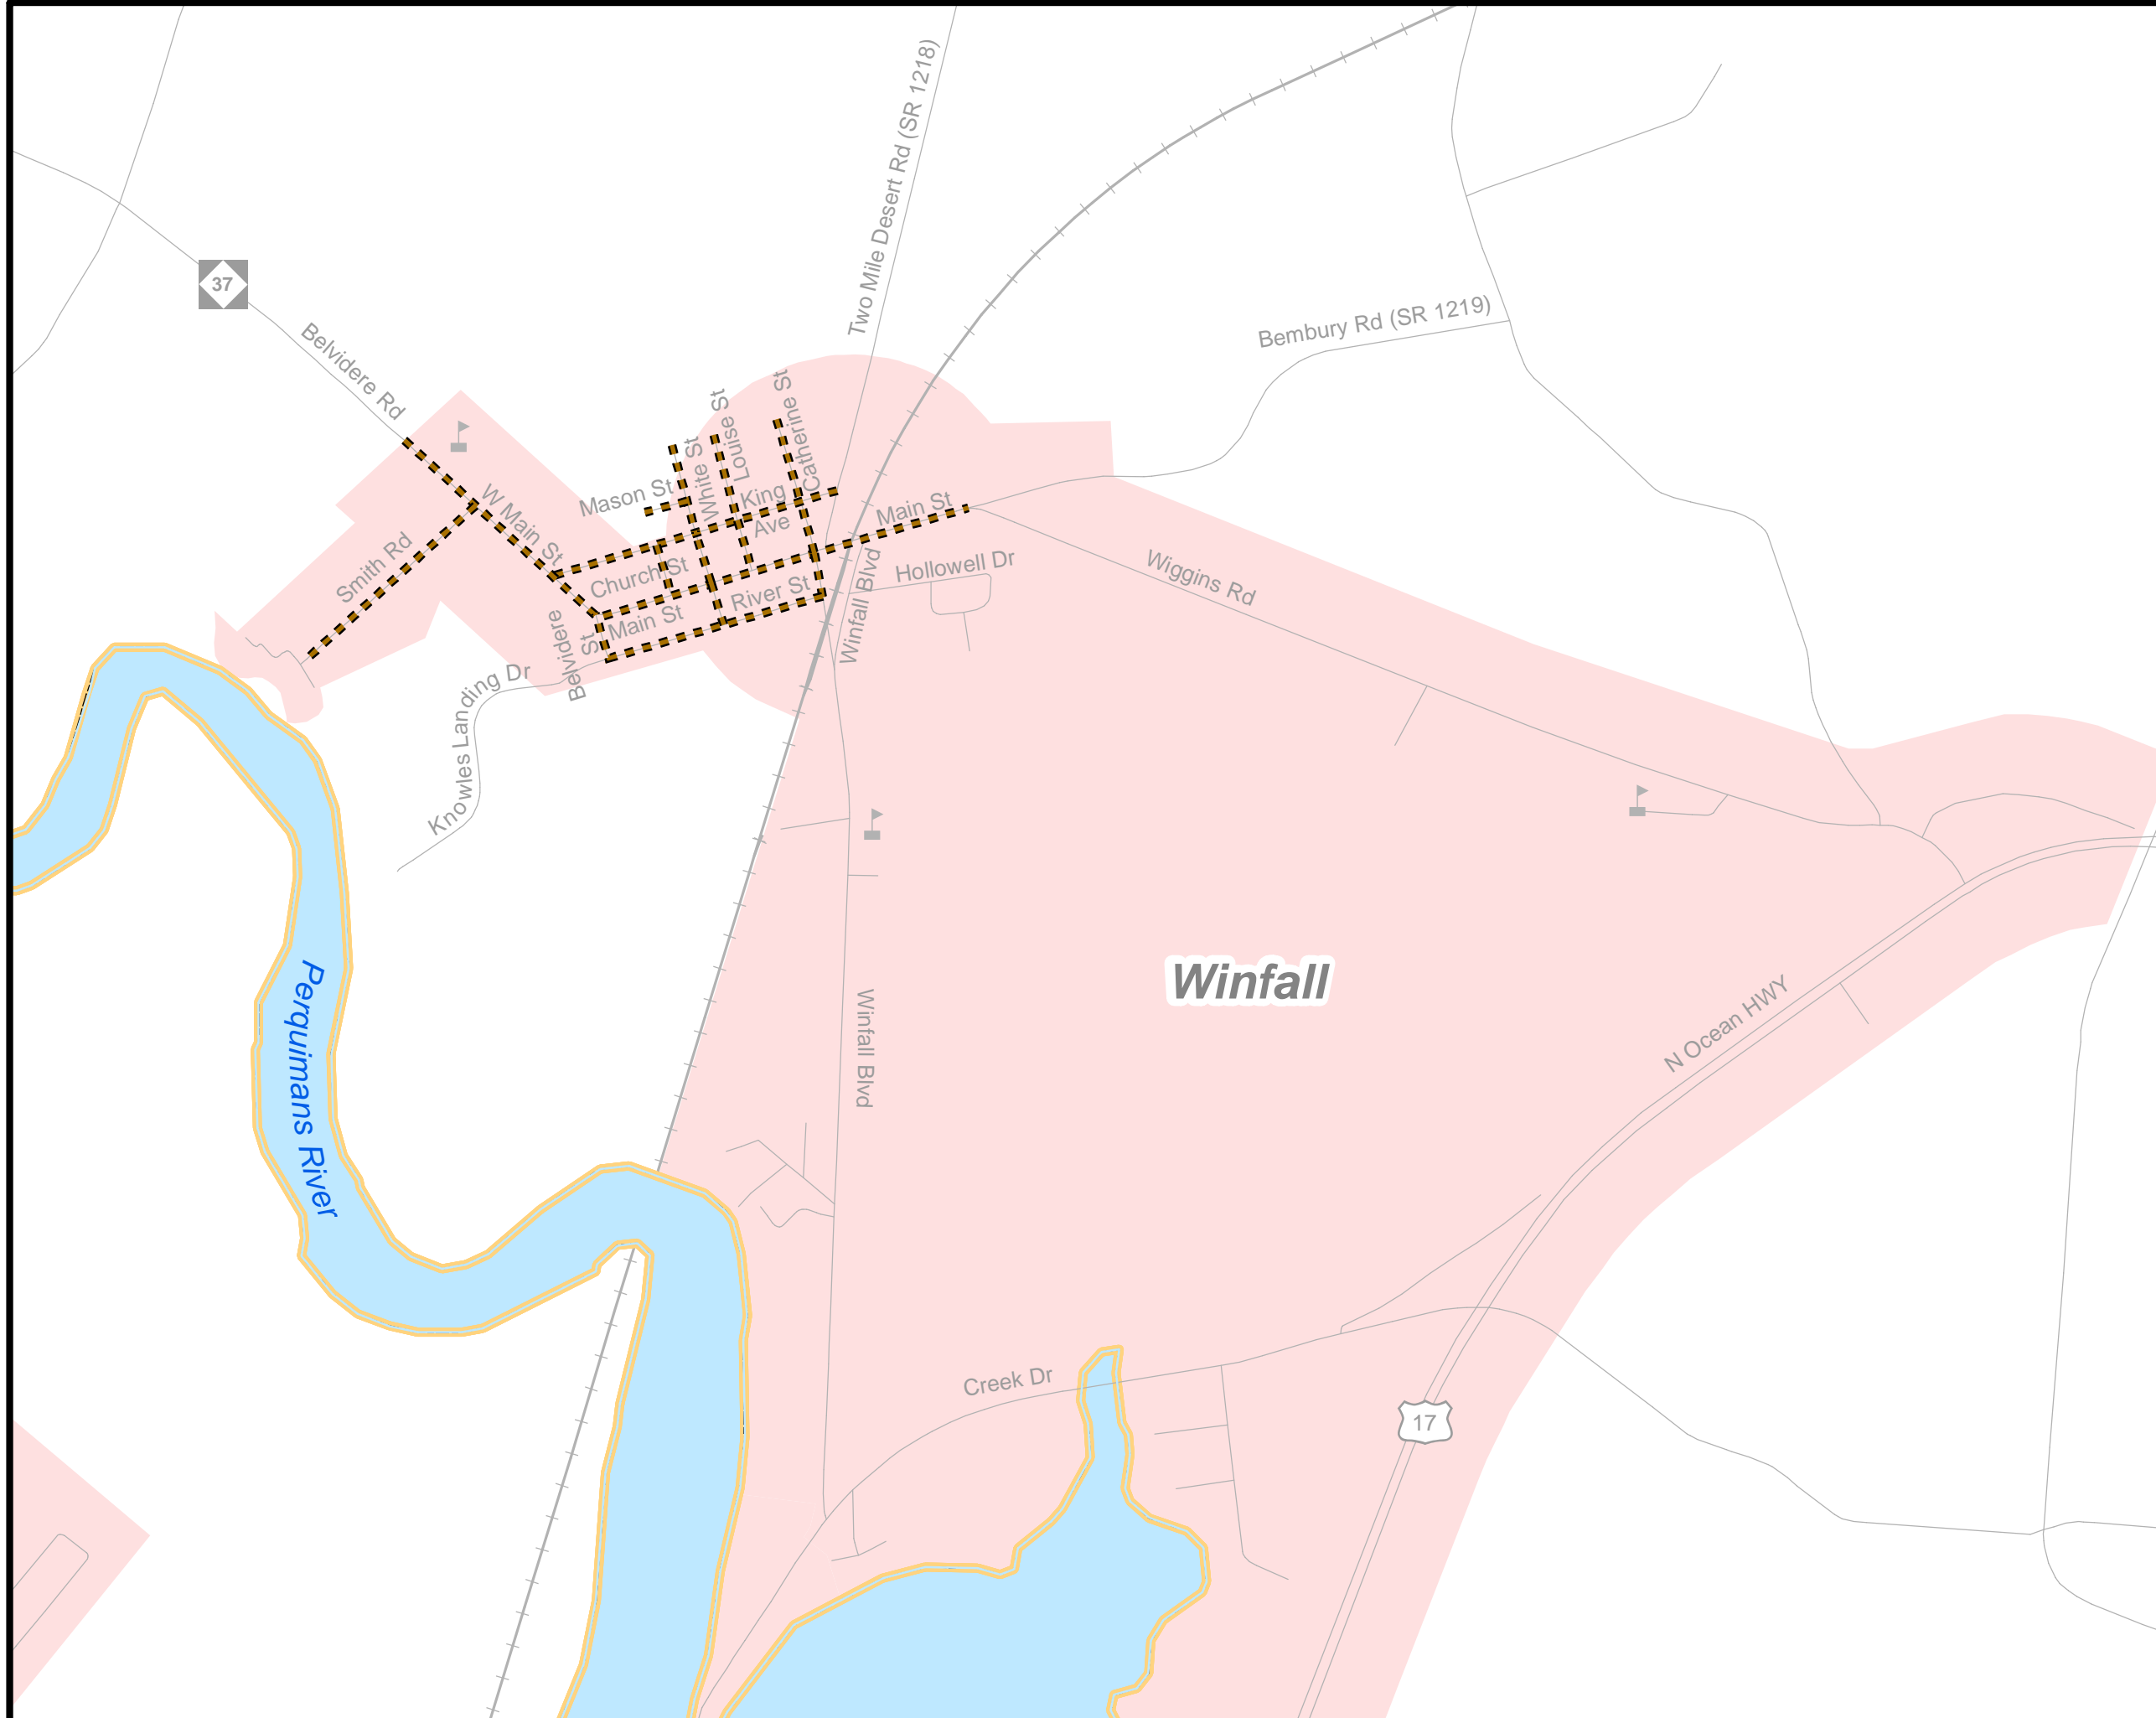 Two Mile Desert Rd (SR 1218)
37
Belvidere Rd
Bembury Rd (SR 1219)
Catherine St
Louise St
White St
Mason St
King
Ave
Main St
W Main St
Smith Rd
Church St
Hollowell Dr
Wiggins Rd
River St
Main St
Winfall Blvd
Belvidere
St
Knowles Landing Dr
Perquimans River
Winfall
Winfall Blvd
N Ocean HWY
Creek Dr
17